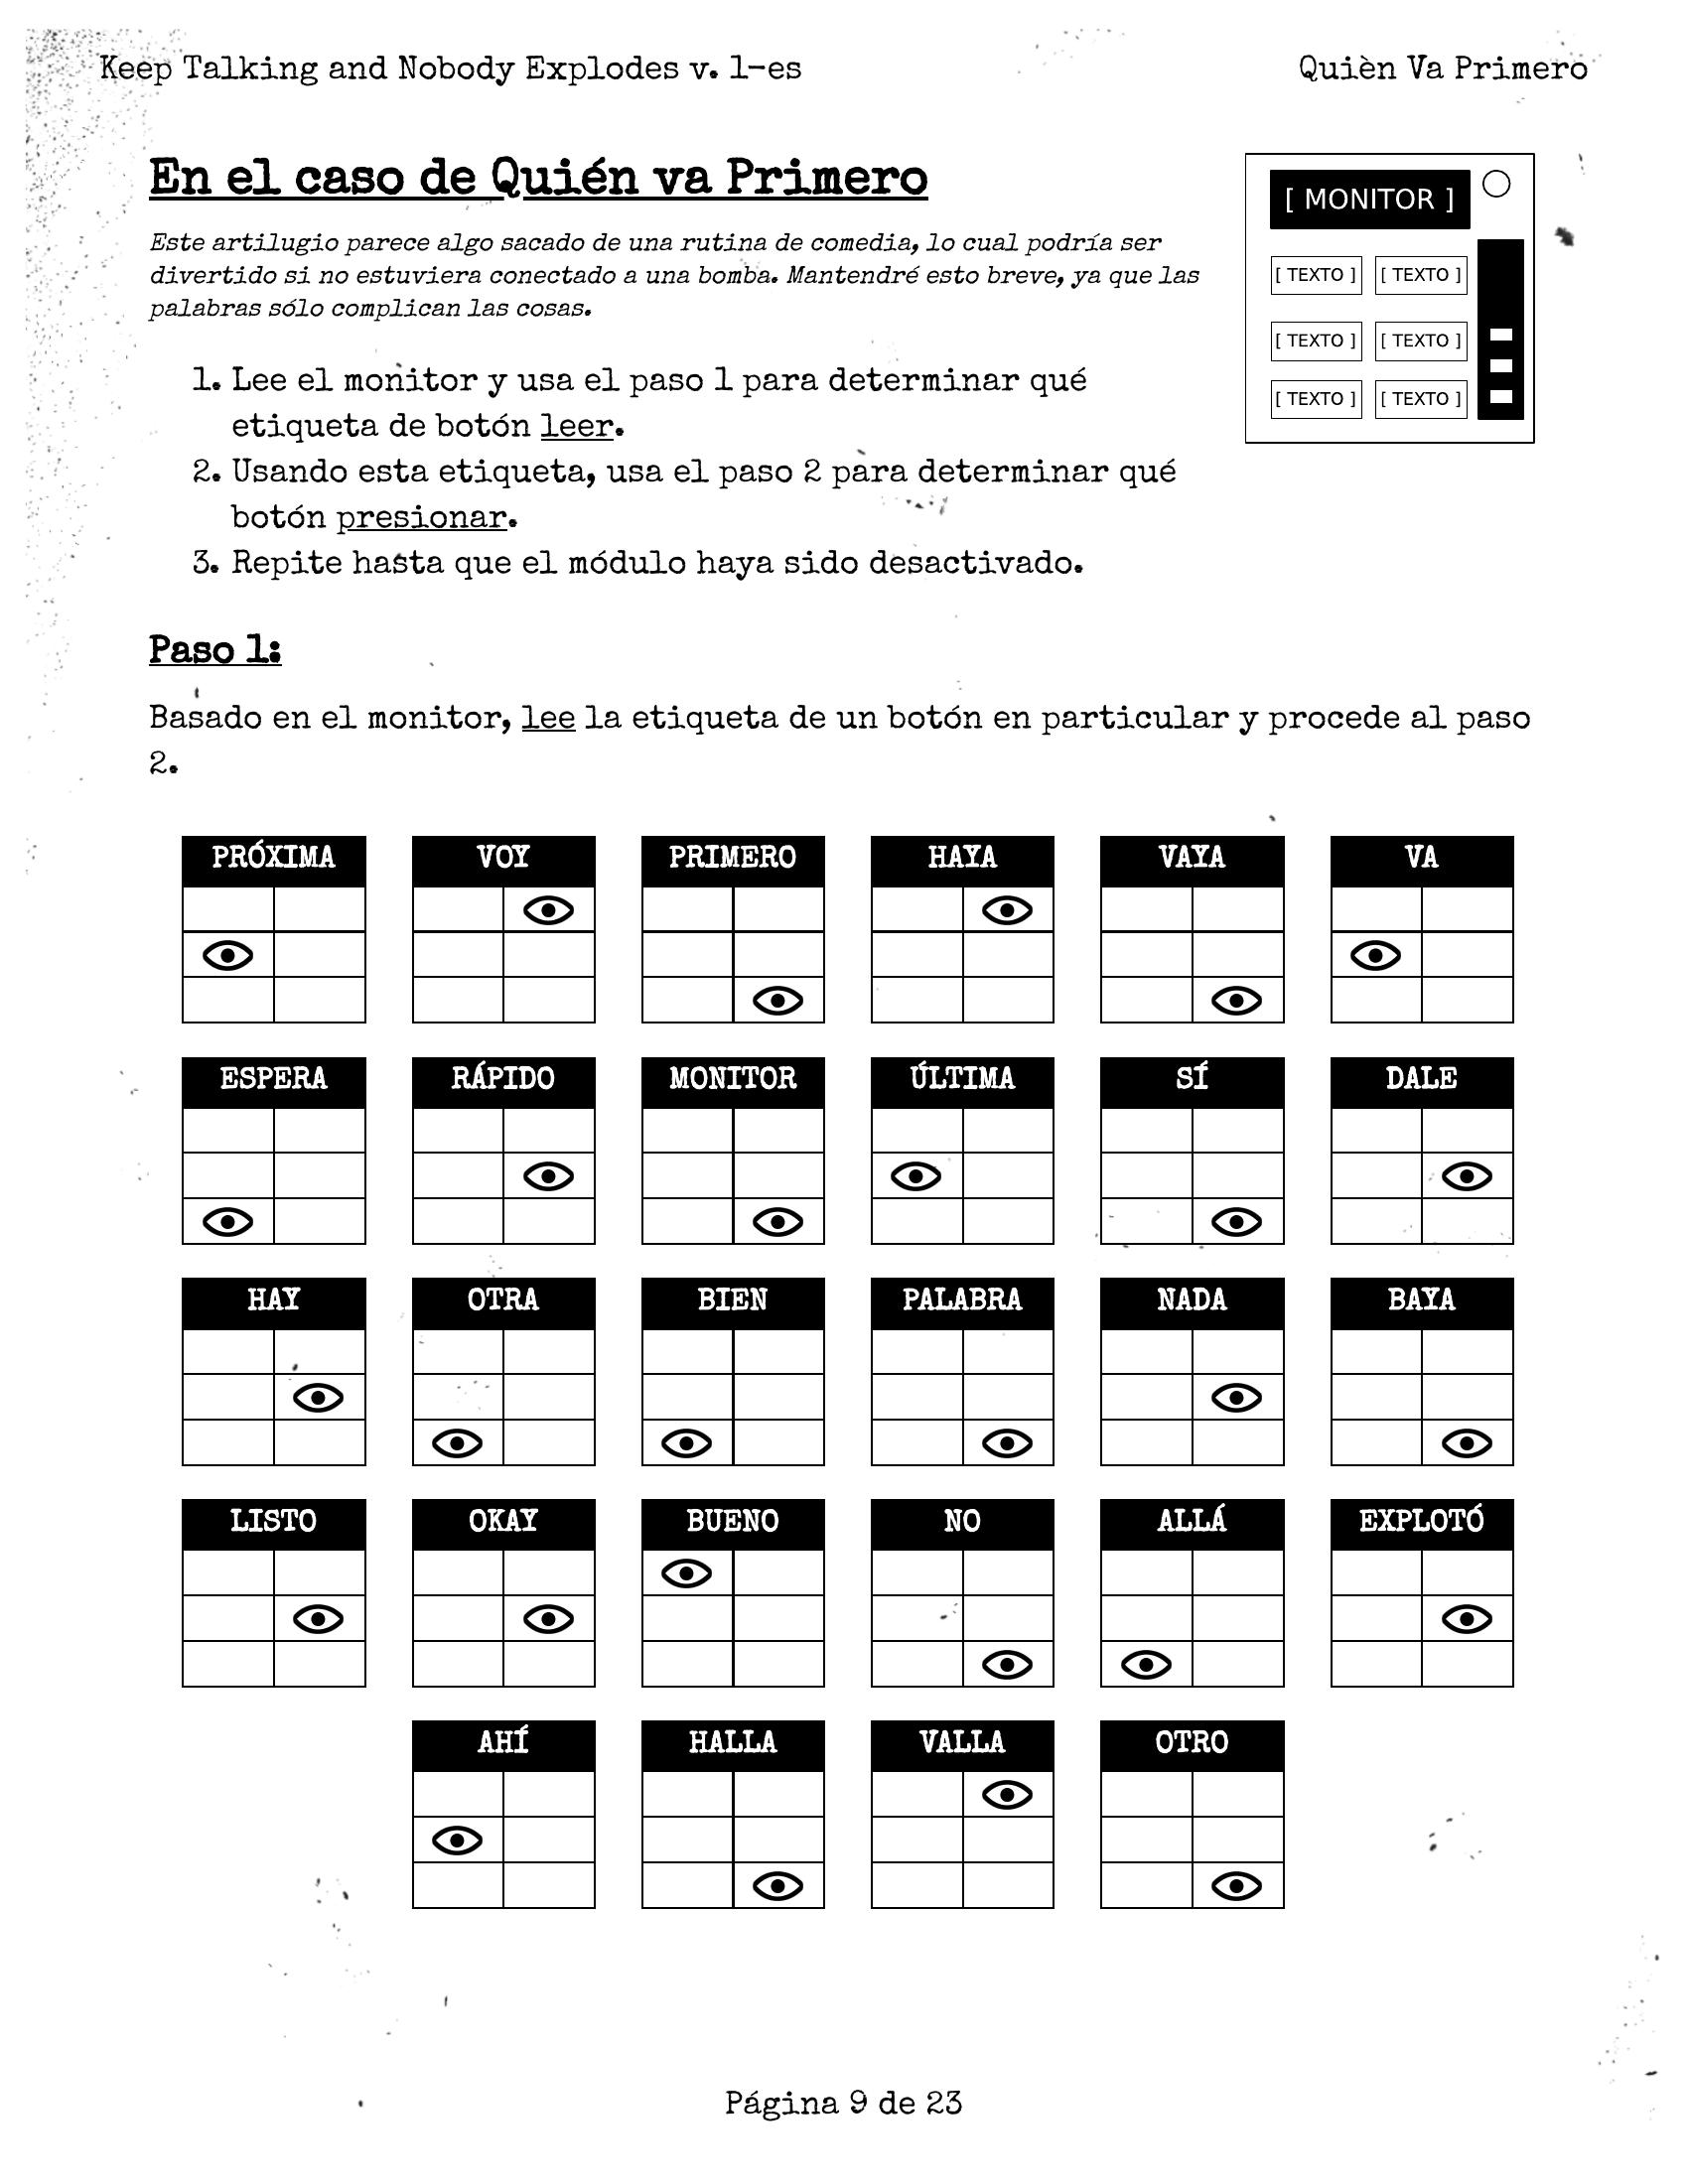 Keep Talking and Nobody Explodes v. 1-es
Quièn Va Primero
En el caso de Quién va Primero
Este artilugio parece algo sacado de una rutina de comedia, lo cual podría ser
divertido si no estuviera conectado a una bomba. Mantendré esto breve, ya que las
palabras sólo complican las cosas.
[ MONITOR ]
[ TEXTO ] [ TEXTO ]
[ TEXTO ] [ TEXTO ]
[ TEXTO ] [ TEXTO ]
1. Lee el monitor y usa el paso 1 para determinar qué
etiqueta de botón leer.
2. Usando esta etiqueta, usa el paso 2 para determinar qué
botón presionar.
3. Repite hasta que el módulo haya sido desactivado.
Paso 1:
Basado en el monitor, lee la etiqueta de un botón en particular y procede al paso
2.
PRÓXIMA VOY PRIMERO HAYA VAYA VA
ESPERA RÁPIDO MONITOR ÚLTIMA SÍ DALE
HAY OTRA BIEN PALABRA NADA BAYA
LISTO OKAY BUENO NO ALLÁ EXPLOTÓ
AHÍ HALLA VALLA OTRO
Página 9 de 23